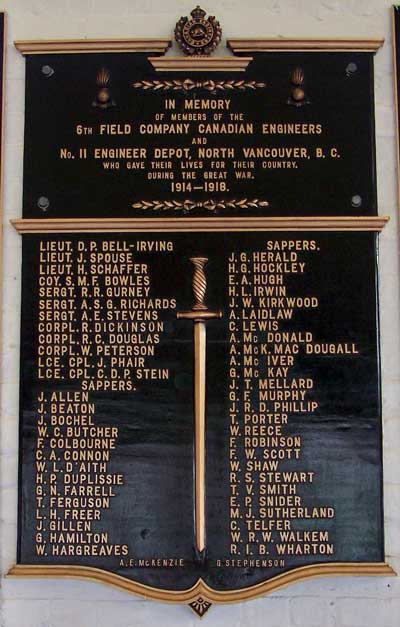 IN MEMORY
OF MEMBERS OF THE
6TH FIELD COMPANY CANADIAN ENGINEERS
AND
No. 11 ENGINEER DEPOT, NORTH VANCOUVER, B. C.
WHO GAVE THEIR LIVES FOR THEIR COUNTRY,
DURING THE GREAT WAR.
1914—1918.
LIEUT. D. P. BELL-IRVING
LIEUT. J. SPOUSE
LIEUT. H. SCHAFFER
COY. S. M. F. BOWLES
SERGT. R. R. GURNEY
SERGT. A. S. G. RICHARDS
SERGT. A. E. STEVENS
CORPL. R. DICKINSON
CORPL. R. C. DOUGLAS
CORPL. W. PETERSON
LCE. CPL. J. PHAIR
LCE. CPL. C. D. P. STEIN
SAPPERS.
J. ALLEN
J. BEATON
J. BOCHEL
W. C. BUTCHER
F. COLBOURNE
C. A. CONNON
W. L. D'AITH
H. P. DUPLISSIE
G. N. FARRELL
T. FERGUSON
L. H. FREER
J. GILLEN
G. HAMILTON
W. HARGREAVES
SAPPERS.
J. G. HERALD
H. G. HOCKLEY
E. A. HUGH
H. L. IRWIN
J. W. KIRKWOOD
A. LAIDLAW
C. LEWIS
A. Mc DONALD
A. McK. MAC DOUGALL
A. Mc IVER
G. Mc KAY
J. T. MELLARD
G. F. MURPHY
J. R. D. PHILLIP
T. PORTER
W. REECE
F. ROBINSON
F. W. SCOTT
W. SHAW
R. S. STEWART
T. V. SMITH
E. P. SNIDER
M. J. SUTHERLAND
C. TELFER
W. R. W. WALKEM
R. I. B. WHARTON
A. E. McKENZIE G. STEPHENSON